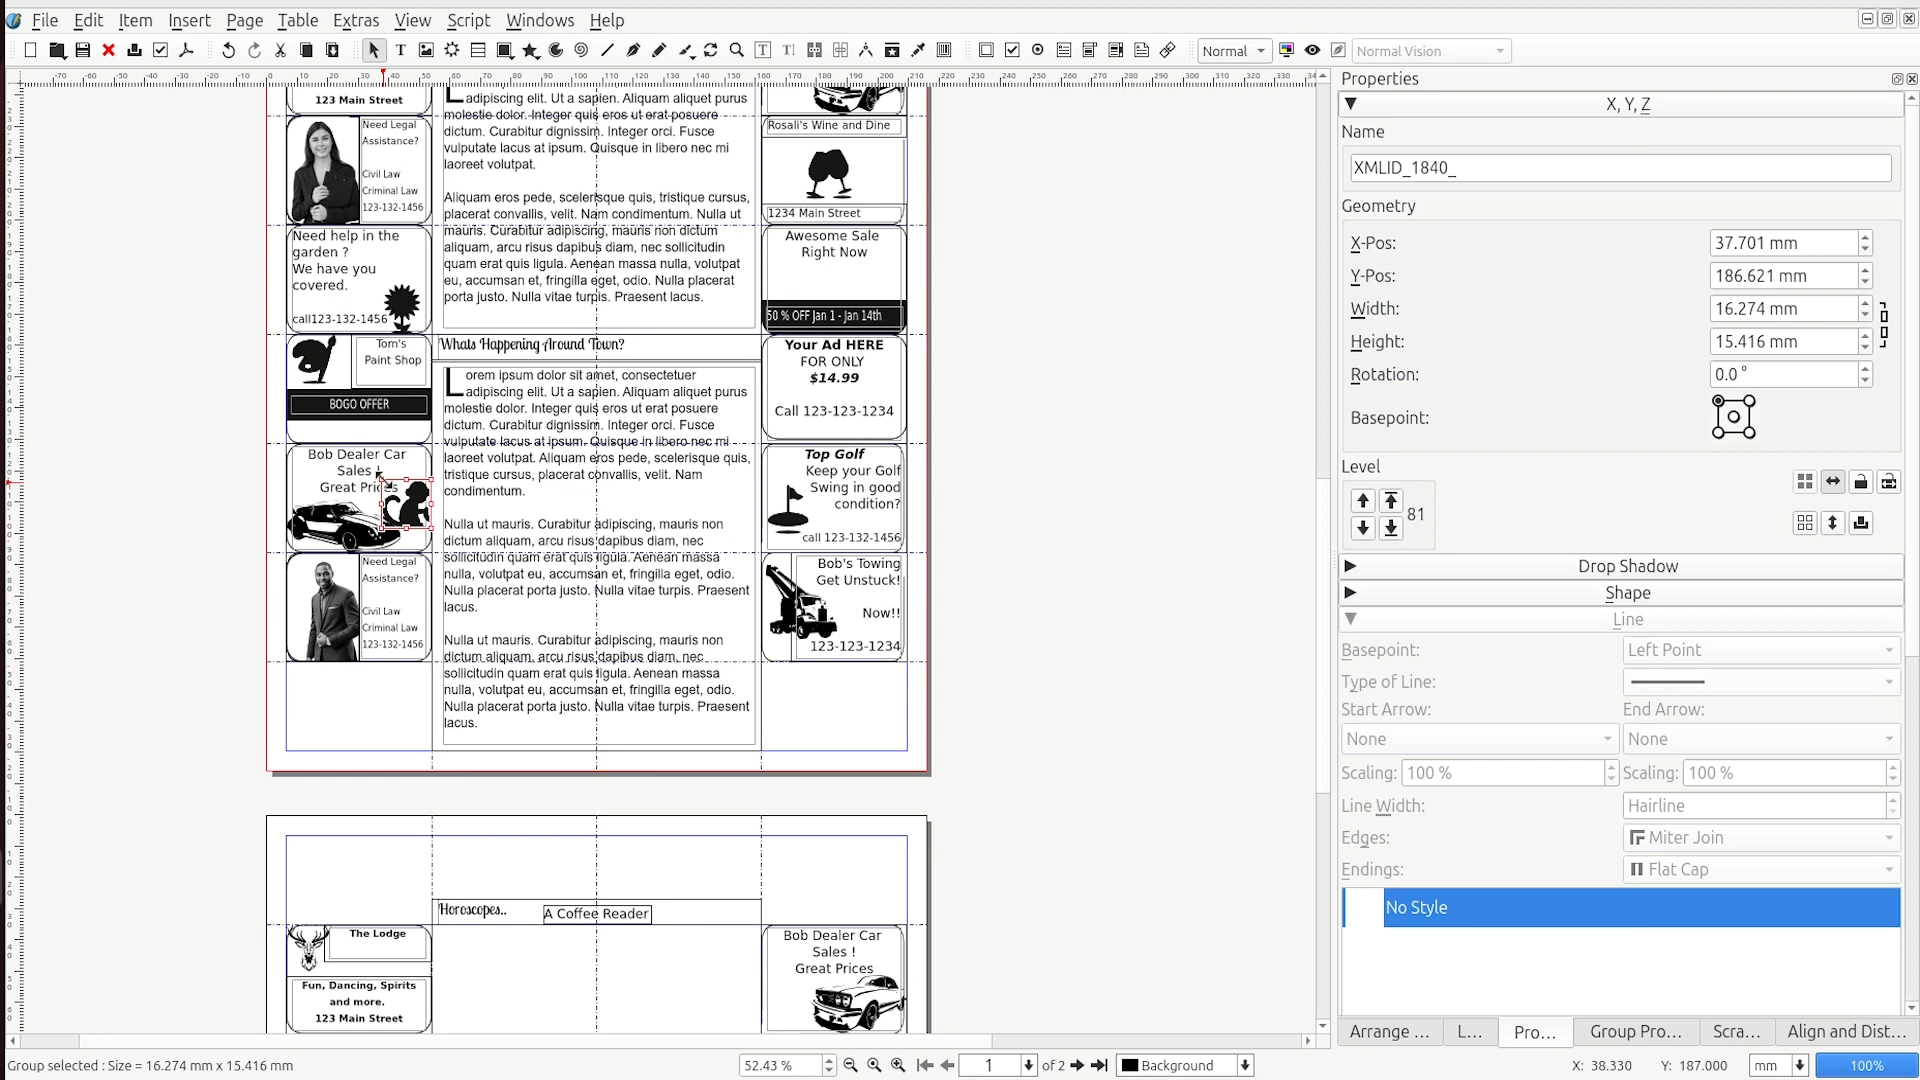 File Edit Item Insert Page Table Extras View Script Windows Help
Normal
Normal Vision
123 Main Street
Need Legal
Assistance?
Civil Law
Criminal Law
123-132-1456
Need help in the
garden ?
We have you
covered.
call123-132-1456
Tom's
Paint Shop
BOGO OFFER
Bob Dealer Car
Sales !
Great Prices
Need Legal
Assistance?
Civil Law
Criminal Law
123-132-1456
L
adipiscing elit. Ut a sapien. Aliquam aliquet purus
molestie dolor. Integer quis eros ut erat posuere
dictum. Curabitur dignissim. Integer orci. Fusce
vulputate lacus at ipsum. Quisque in libero nec mi
laoreet volutpat.
Aliquam eros pede, scelerisque quis, tristique cursus,
placerat convallis, velit. Nam condimentum. Nulla ut
mauris. Curabitur adipiscing, mauris non dictum
aliquam, arcu risus dapibus diam, nec sollicitudin
quam erat quis ligula. Aenean massa nulla, volutpat
eu, accumsan et, fringilla eget, odio. Nulla placerat
porta justo. Nulla vitae turpis. Praesent lacus.
Whats Happening Around Town?
Lorem ipsum dolor sit amet, consectetuer
adipiscing elit. Ut a sapien. Aliquam aliquet purus
molestie dolor. Integer quis eros ut erat posuere
dictum. Curabitur dignissim. Integer orci. Fusce
vulputate lacus at ipsum. Quisque in libero nec mi
laoreet volutpat. Aliquam eros pede, scelerisque quis,
tristique cursus, placerat convallis, velit. Nam
condimentum.
Nulla ut mauris. Curabitur adipiscing, mauris non
dictum aliquam, arcu risus dapibus diam, nec
sollicitudin quam erat quis ligula. Aenean massa
nulla, volutpat eu, accumsan et, fringilla eget, odio.
Nulla placerat porta justo. Nulla vitae turpis. Praesent
lacus.
Nulla ut mauris. Curabitur adipiscing, mauris non
dictum aliquam, arcu risus dapibus diam, nec
sollicitudin quam erat quis ligula. Aenean massa
nulla, volutpat eu, accumsan et, fringilla eget, odio.
Nulla placerat porta justo. Nulla vitae turpis. Praesent
lacus.
Rosali's Wine and Dine
1234 Main Street
Awesome Sale
Right Now
50 % OFF Jan 1 - Jan 14th
Your Ad HERE
FOR ONLY
$14.99
Call 123-123-1234
Top Golf
Keep your Golf
Swing in good
condition?
call 123-132-1456
Bob's Towing
Get Unstuck!
Now!!
123-123-1234
Horoscopes..
A Coffee Reader
The Lodge
Fun, Dancing, Spirits
and more.
123 Main Street
Bob Dealer Car
Sales !
Great Prices
Properties
X, Y, Z
Name
XMLID_1840_
Geometry
X-Pos: 37.701 mm
Y-Pos: 186.621 mm
Width: 16.274 mm
Height: 15.416 mm
Rotation: 0.0 °
Basepoint:
Level
81
Drop Shadow
Shape
Line
Basepoint: Left Point
Type of Line:
Start Arrow: End Arrow:
None None
Scaling: 100 % Scaling: 100 %
Line Width: Hairline
Edges: Miter Join
Endings: Flat Cap
No Style
Arrange ... L... Pro... Group Pro... Scra... Align and Dist...
Group selected : Size = 16.274 mm x 15.416 mm
52.43 %
1 of 2
Background
X: 38.330 Y: 187.000 mm 100%